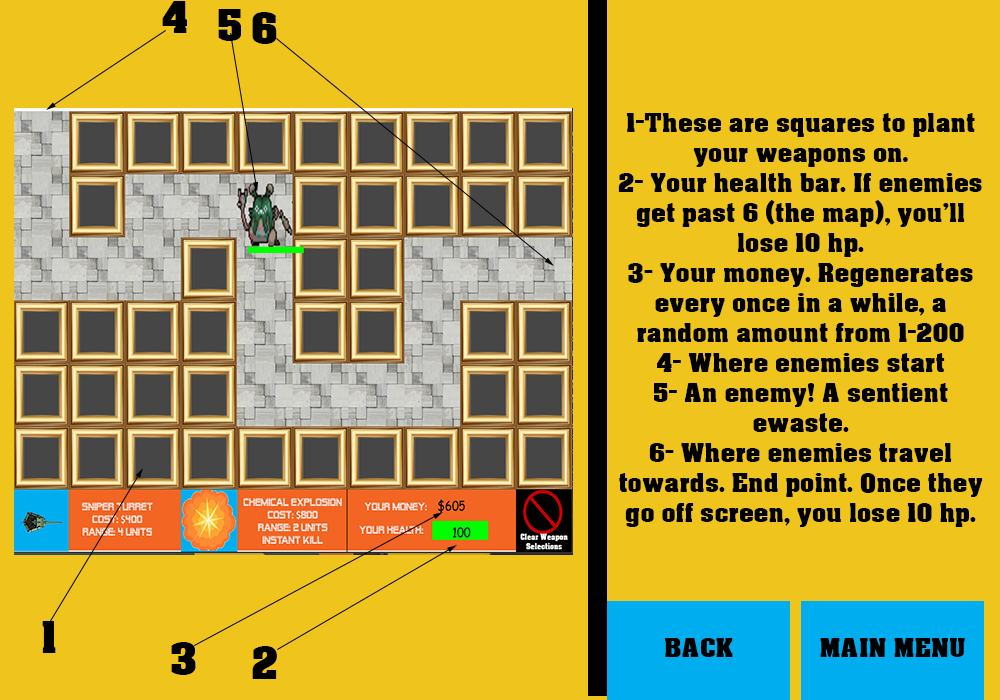 4
5 6
1-These are squares to plant
your weapons on.
2- Your health bar. If enemies
get past 6 (the map), you'll
lose 10 hp.
3- Your money. Regenerates
every once in a while, a
random amount from 1-200
4- Where enemies start
5- An enemy! A sentient
ewaste.
6- Where enemies travel
towards. End point. Once they
go off screen, you lose 10 hp.
SNIPER TURRET
COST: $400
RANGE: 4 UNITS
CHEMICAL EXPLOSION
COST: $800
RANGE: 2 UNITS
INSTANT KILL
YOUR MONEY: $605
YOUR HEALTH: 100
Clear Weapon
Selections
1
3
2
BACK
MAIN MENU